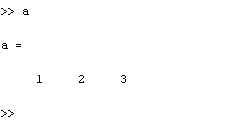 >> a
a =
1 2 3
>>